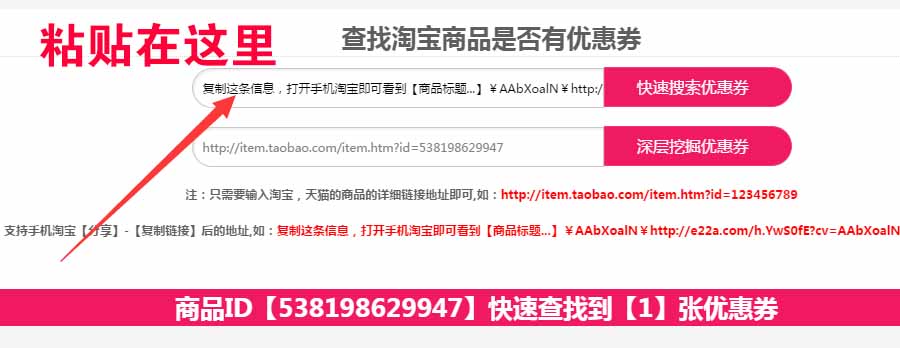 粘贴在这里
查找淘宝商品是否有优惠券
复制这条信息，打开手机淘宝即可看到【商品标题...】￥AAbXoalN￥http:/
快速搜索优惠券
http://item.taobao.com/item.htm?id=538198629947
深层挖掘优惠券
注：只需要输入淘宝，天猫的商品的详细链接地址即可,如：http://item.taobao.com/item.htm?id=123456789
支持手机淘宝【分享】-【复制链接】后的地址,如：复制这条信息，打开手机淘宝即可看到【商品标题...】￥AAbXoalN￥http://e22a.com/h.YwS0fE?cv=AAbXoalN
商品ID【538198629947】快速查找到【1】张优惠券